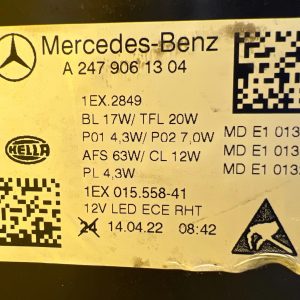 Mercedes-Benz
A 247 906 13 04
1EX.2849
BL 17W/ TFL 20W
P01 4,3W/ P02 7,0W
MD E1 013
AFS 63W/ CL 12W
MD E1 013
PL 4,3W
MD E1 013
HELLA
1EX 015.558-41
12V LED ECE RHT
24 14.04.22 08:42